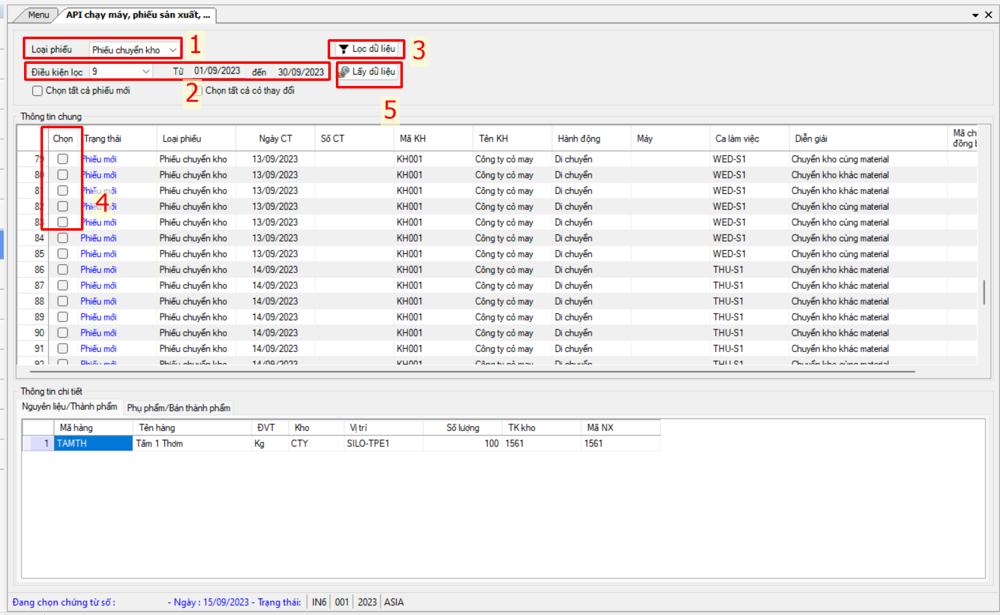 Menu API chạy máy, phiếu sản xuất, ...
Loại phiếu Phiếu chuyển kho 1 Lọc dữ liệu 3
Điều kiện lọc 9 Từ 01/09/2023 đến 30/09/2023 Lấy dữ liệu
Chọn tất cả phiếu mới 2 Chọn tất cả có thay đổi
5
Thông tin chung
Chọn Trạng thái Loại phiếu Ngày CT Số CT Mã KH Tên KH Hành động Máy Ca làm việc Diễn giải Mã
đồng
79 Phiếu mới Phiếu chuyển kho 13/09/2023 KH001 Công ty cỏ may Di chuyển WED-S1 Chuyển kho cùng material
80 Phiếu mới Phiếu chuyển kho 13/09/2023 KH001 Công ty cỏ may Di chuyển WED-S1 Chuyển kho khác material
81 Phiếu mới Phiếu chuyển kho 13/09/2023 KH001 Công ty cỏ may Di chuyển WED-S1 Chuyển kho khác material
4
82 Phiếu mới Phiếu chuyển kho 13/09/2023 KH001 Công ty cỏ may Di chuyển WED-S1 Chuyển kho khác material
83 Phiếu mới Phiếu chuyển kho 13/09/2023 KH001 Công ty cỏ may Di chuyển WED-S1 Chuyển kho cùng material
84 Phiếu mới Phiếu chuyển kho 13/09/2023 KH001 Công ty cỏ may Di chuyển WED-S1 Chuyển kho cùng material
85 Phiếu mới Phiếu chuyển kho 13/09/2023 KH001 Công ty cỏ may Di chuyển WED-S1 Chuyển kho cùng material
86 Phiếu mới Phiếu chuyển kho 14/09/2023 KH001 Công ty cỏ may Di chuyển THU-S1 Chuyển kho khác material
87 Phiếu mới Phiếu chuyển kho 14/09/2023 KH001 Công ty cỏ may Di chuyển THU-S1 Chuyển kho khác material
88 Phiếu mới Phiếu chuyển kho 14/09/2023 KH001 Công ty cỏ may Di chuyển THU-S1 Chuyển kho khác material
89 Phiếu mới Phiếu chuyển kho 14/09/2023 KH001 Công ty cỏ may Di chuyển THU-S1 Chuyển kho khác material
90 Phiếu mới Phiếu chuyển kho 14/09/2023 KH001 Công ty cỏ may Di chuyển THU-S1 Chuyển kho khác material
91 Phiếu mới Phiếu chuyển kho 14/09/2023 KH001 Công ty cỏ may Di chuyển THU-S1 Chuyển kho khác material
92 Phiếu mới Phiếu chuyển kho 14/09/2023 KH001 Công ty cỏ may Di chuyển THU-S1 Chuyển kho cùng material
Thông tin chi tiết
Nguyên liệu/Thành phẩm Phụ phẩm/Bán thành phẩm
Mã hàng Tên hàng ĐVT Kho Vị trí Số lượng TK kho Mã NX
1 TAMTH Tấm 1 Thơm Kg CTY SILO-TPE1 100 1561 1561
Đang chọn chứng từ số : - Ngày : 15/09/2023 - Trạng thái: IN6 001 2023 ASIA